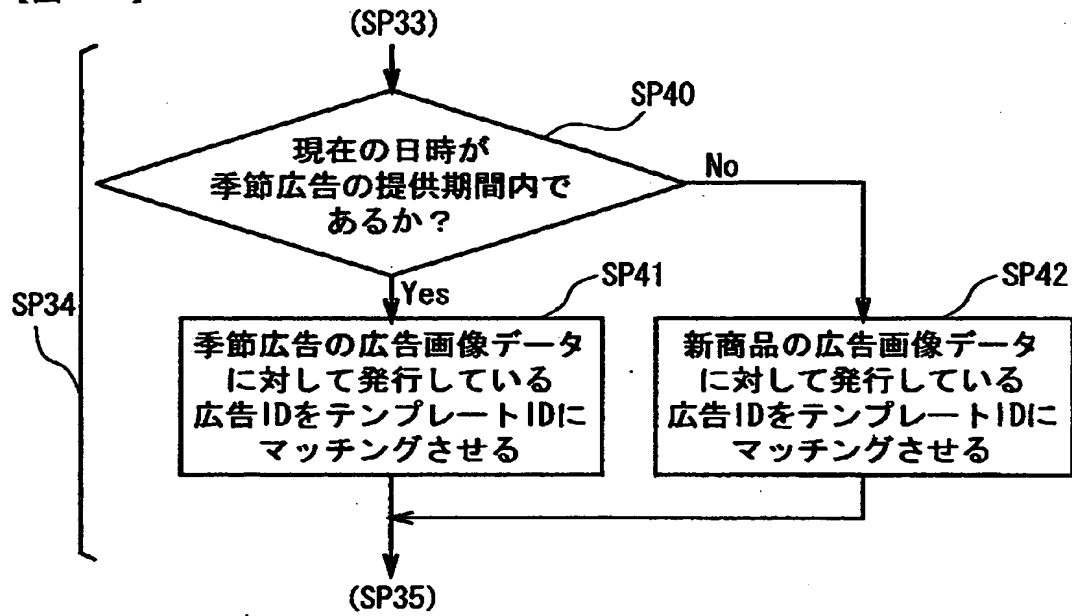 (SP33)
SP40
現在の日時が
季節広告の提供期間内で
あるか?
No
Yes
SP41
SP42
SP34
季節広告の広告画像データ
に対して発行している
広告IDをテンプレートIDに
マッチングさせる
新商品の広告画像データ
に対して発行している
広告IDをテンプレートIDに
マッチングさせる
(SP35)